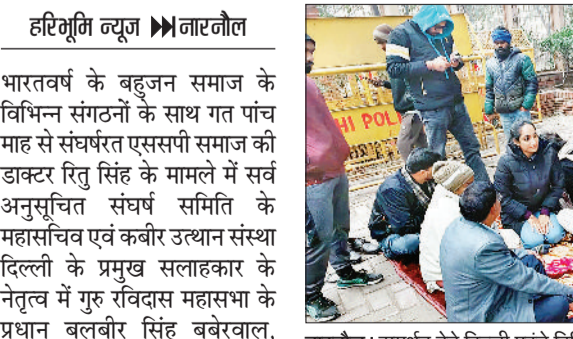 हरिभूमि न्यूज ▶▶ नारनौल
भारतवर्ष के बहुजन समाज के
विभिन्न संगठनों के साथ गत पांच
माह से संघर्षरत एससपी समाज की
डाक्टर रितु सिंह के मामले में सर्व
अनुसूचित संघर्ष समिति के
महासचिव एवं कबीर उत्थान संस्था
दिल्ली के प्रमुख सलाहकार के
नेतृत्व में गुरु रविदास महासभा के
प्रधान बलबीर सिंह बबेरवाल,
HI POLI